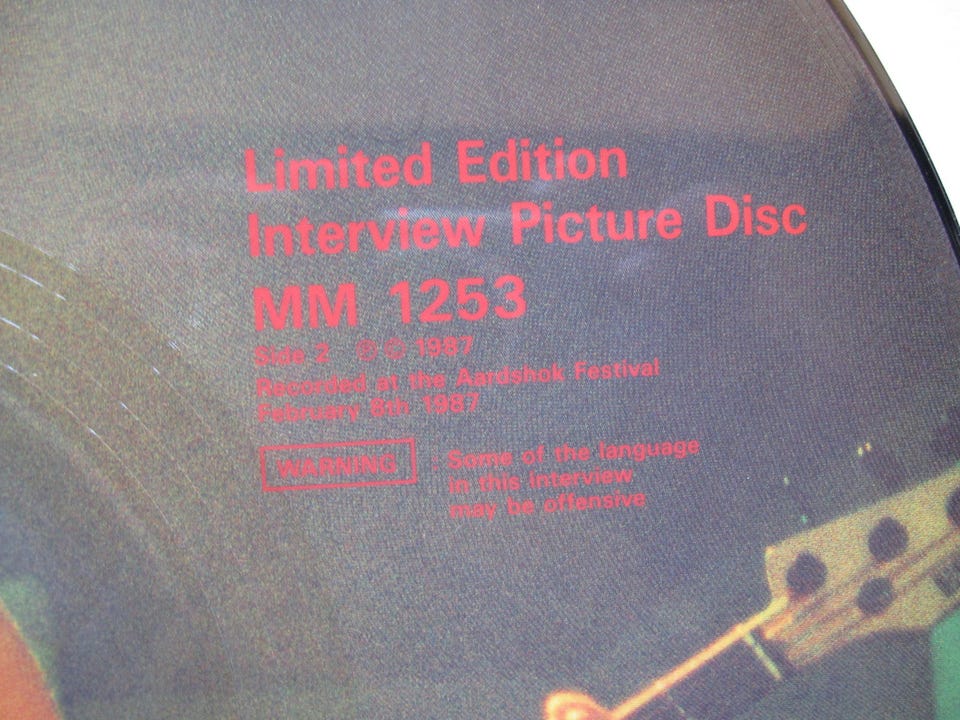 Limited Edition
Interview Picture Disc
MM 1253
Side 2 ℗ © 1987
Recorded at the Aardshok Festival
February 8th 1987
WARNING : Some of the language
in this interview
may be offensive